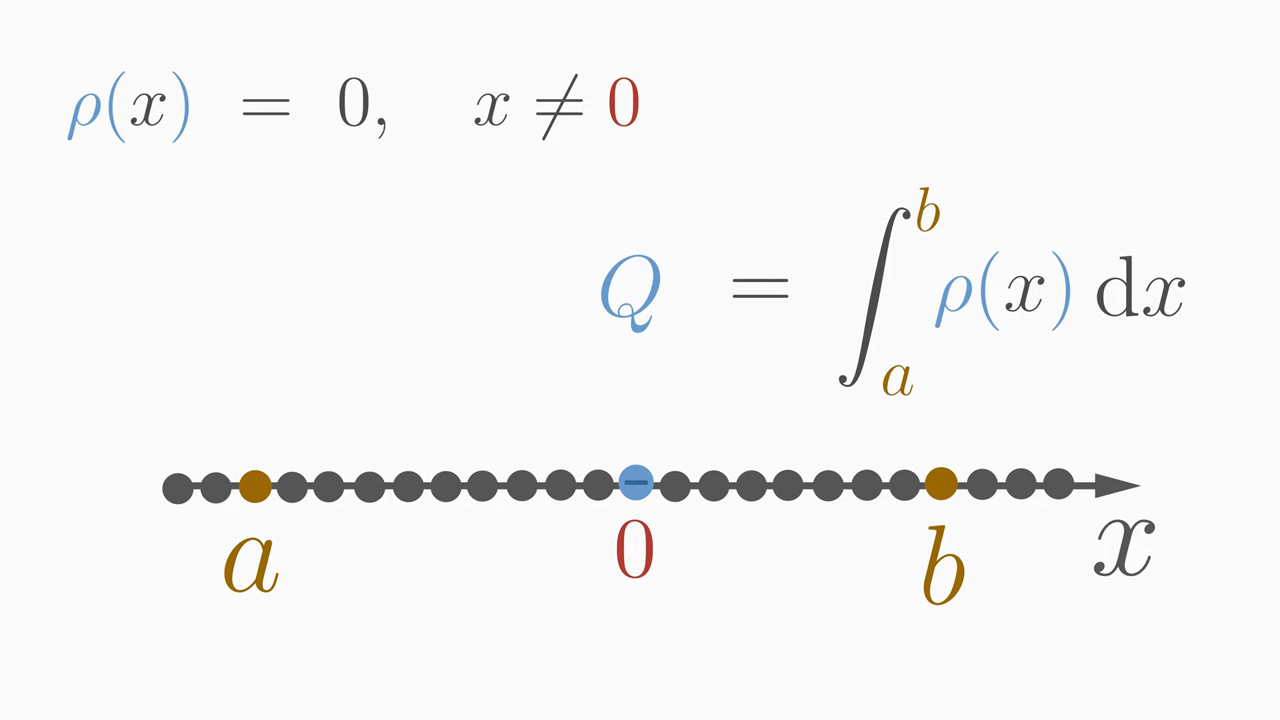 ρ(x) = 0, x ≠ 0
Q = ∫_a^b ρ(x) dx
−
a 0 b x